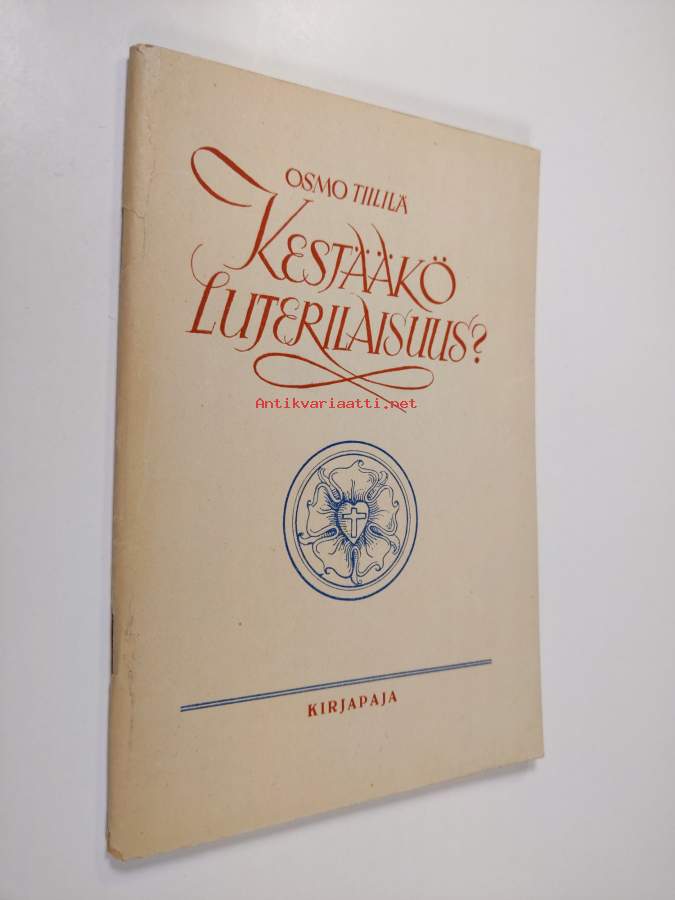 OSMO TIILILÄ
KESTÄÄKÖ
LUTERILAISUUS?
Antikvariaatti.net
KIRJAPAJA